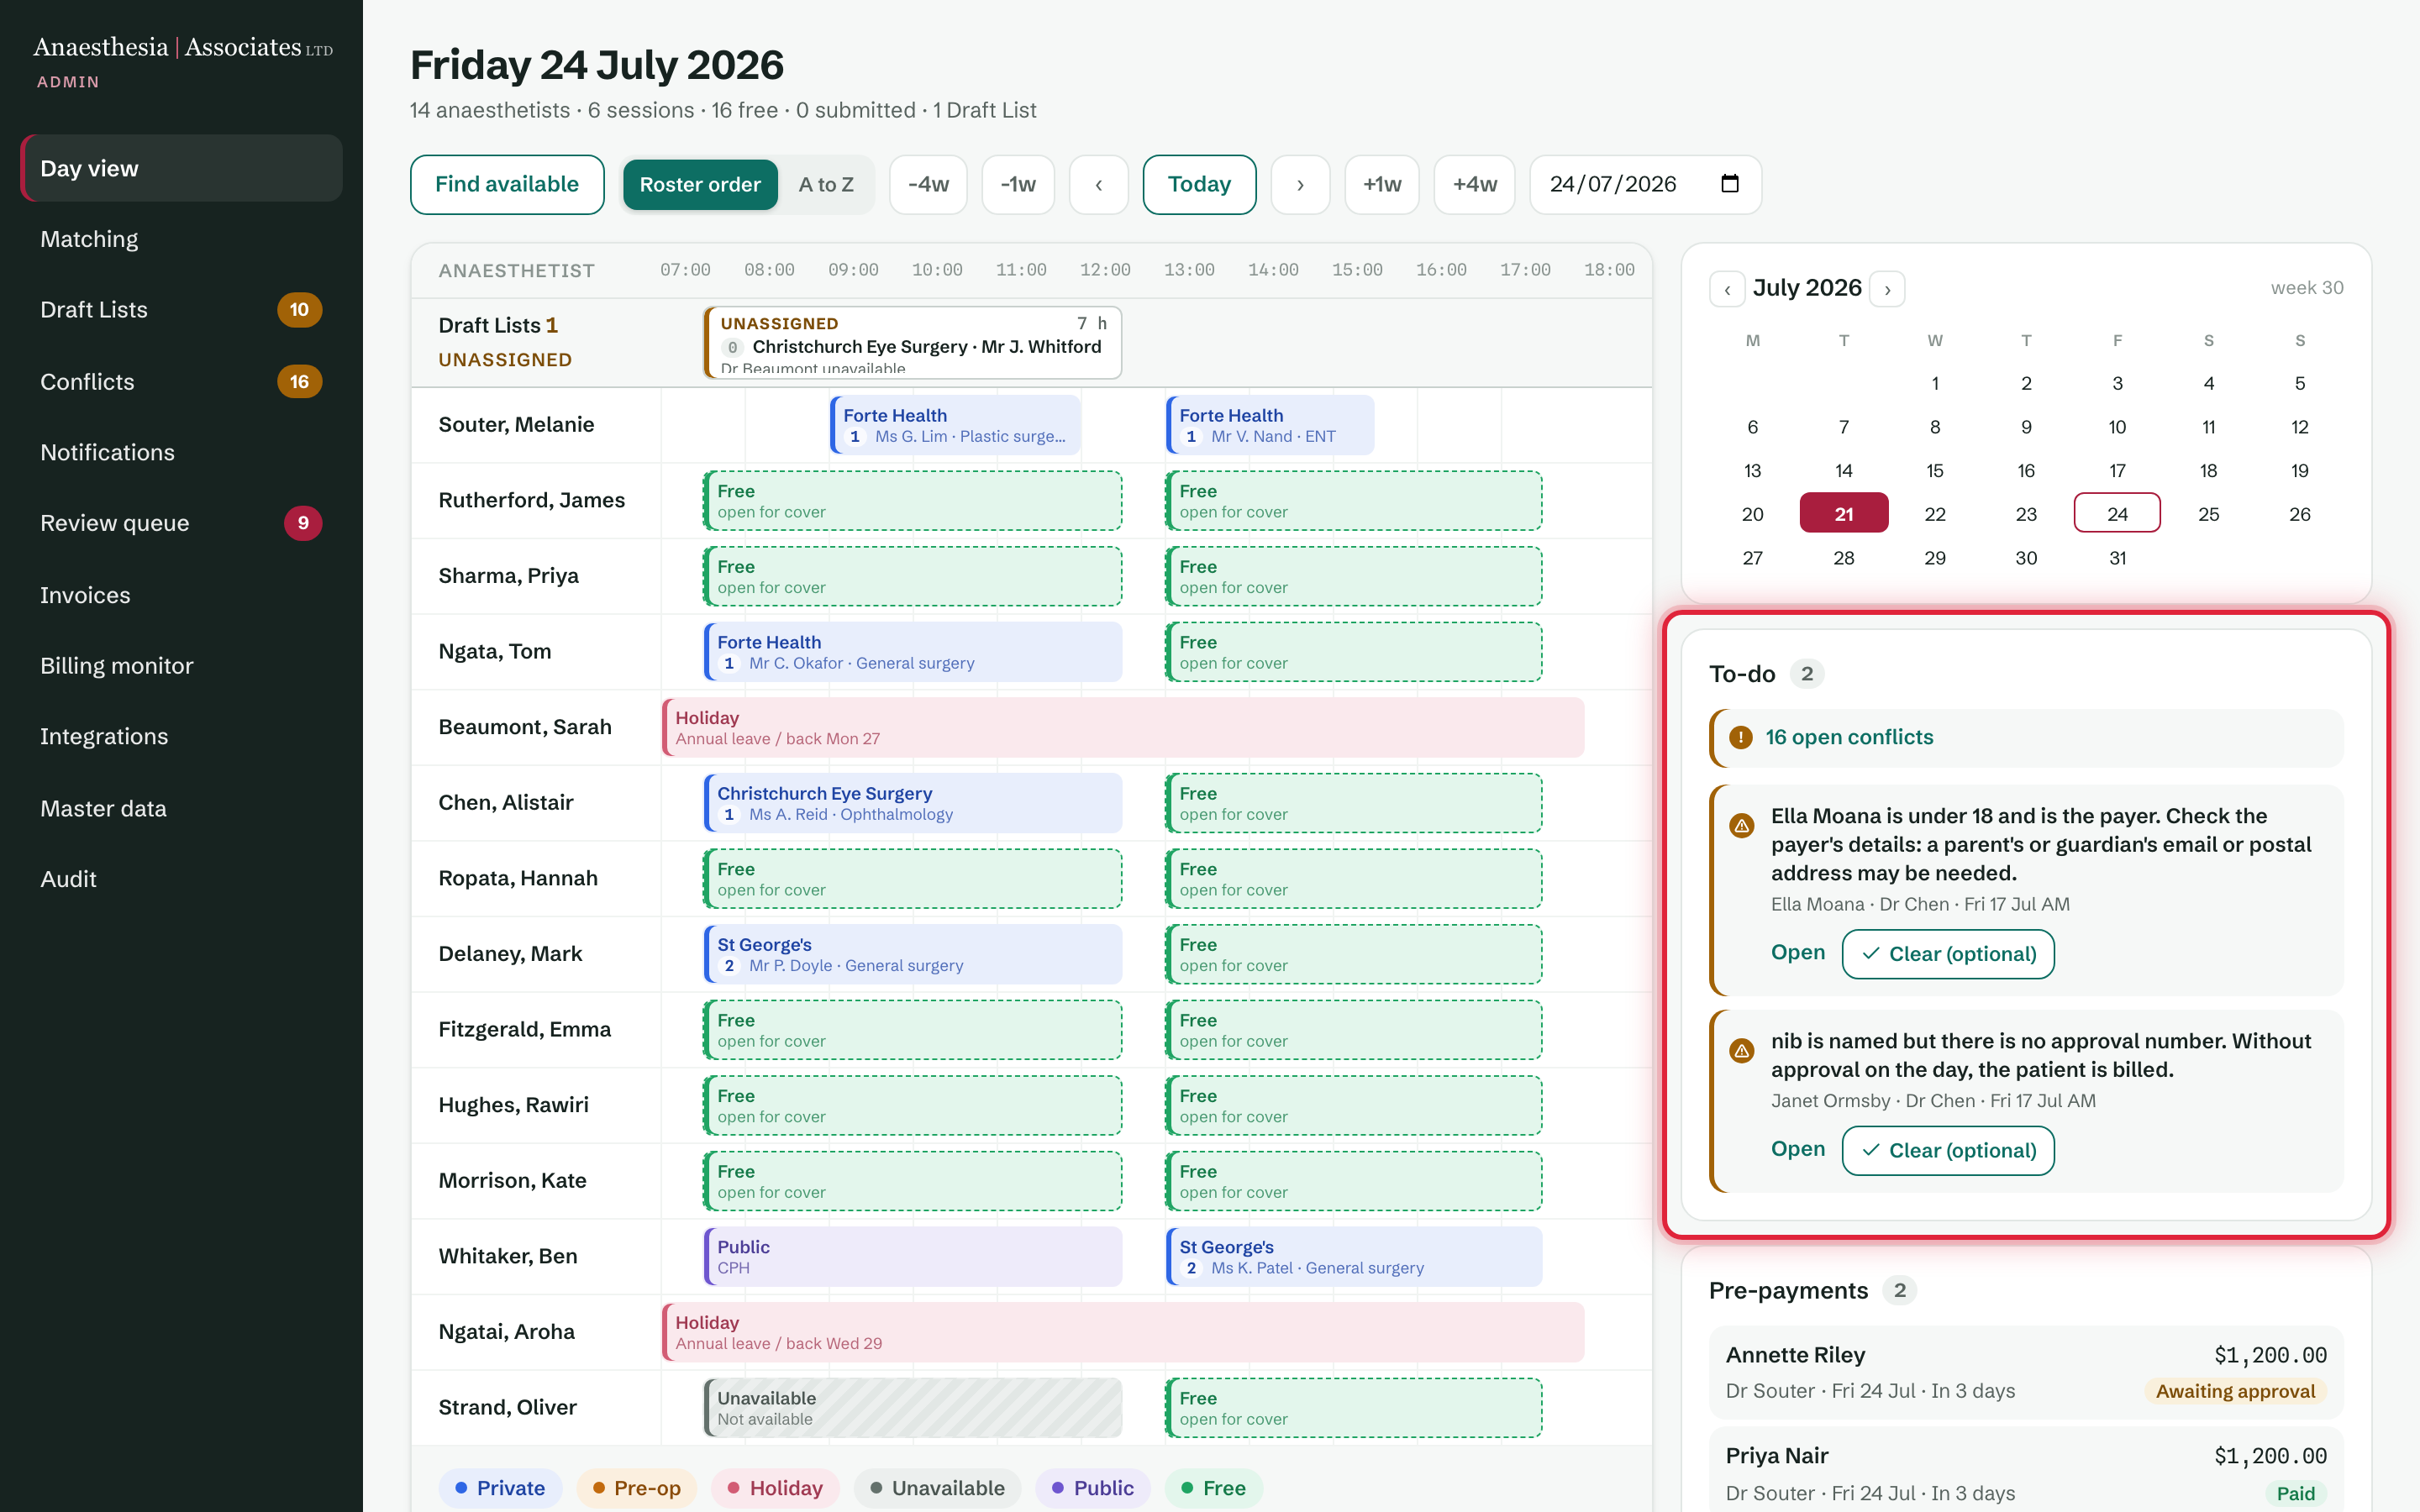 Anaesthesia | Associates LTD
ADMIN
Day view
Matching
Draft Lists 10
Conflicts 16
Notifications
Review queue 9
Invoices
Billing monitor
Integrations
Master data
Audit
Friday 24 July 2026
14 anaesthetists · 6 sessions · 16 free · 0 submitted · 1 Draft List
Find available Roster order A to Z -4w -1w ‹ Today › +1w +4w 24/07/2026
ANAESTHETIST 07:00 08:00 09:00 10:00 11:00 12:00 13:00 14:00 15:00 16:00 17:00 18:00
Draft Lists 1
UNASSIGNED
UNASSIGNED 7 h
0 Christchurch Eye Surgery · Mr J. Whitford
Dr Beaumont unavailable
Souter, Melanie
Forte Health
1 Ms G. Lim · Plastic surge...
Forte Health
1 Mr V. Nand · ENT
Rutherford, James
Free
open for cover
Free
open for cover
Sharma, Priya
Free
open for cover
Free
open for cover
Ngata, Tom
Forte Health
1 Mr C. Okafor · General surgery
Free
open for cover
Beaumont, Sarah
Holiday
Annual leave / back Mon 27
Chen, Alistair
Christchurch Eye Surgery
1 Ms A. Reid · Ophthalmology
Free
open for cover
Ropata, Hannah
Free
open for cover
Free
open for cover
Delaney, Mark
St George's
2 Mr P. Doyle · General surgery
Free
open for cover
Fitzgerald, Emma
Free
open for cover
Free
open for cover
Hughes, Rawiri
Free
open for cover
Free
open for cover
Morrison, Kate
Free
open for cover
Free
open for cover
Whitaker, Ben
Public
CPH
St George's
2 Ms K. Patel · General surgery
Ngatai, Aroha
Holiday
Annual leave / back Wed 29
Strand, Oliver
Unavailable
Not available
Free
open for cover
Private Pre-op Holiday Unavailable Public Free
‹ July 2026 › week 30
M T W T F S S
1 2 3 4 5
6 7 8 9 10 11 12
13 14 15 16 17 18 19
20 21 22 23 24 25 26
27 28 29 30 31
To-do 2
16 open conflicts
Ella Moana is under 18 and is the payer. Check the
payer's details: a parent's or guardian's email or postal
address may be needed.
Ella Moana · Dr Chen · Fri 17 Jul AM
Open Clear (optional)
nib is named but there is no approval number. Without
approval on the day, the patient is billed.
Janet Ormsby · Dr Chen · Fri 17 Jul AM
Open Clear (optional)
Pre-payments 2
Annette Riley $1,200.00
Dr Souter · Fri 24 Jul · In 3 days Awaiting approval
Priya Nair $1,200.00
Dr Souter · Fri 24 Jul · In 3 days Paid